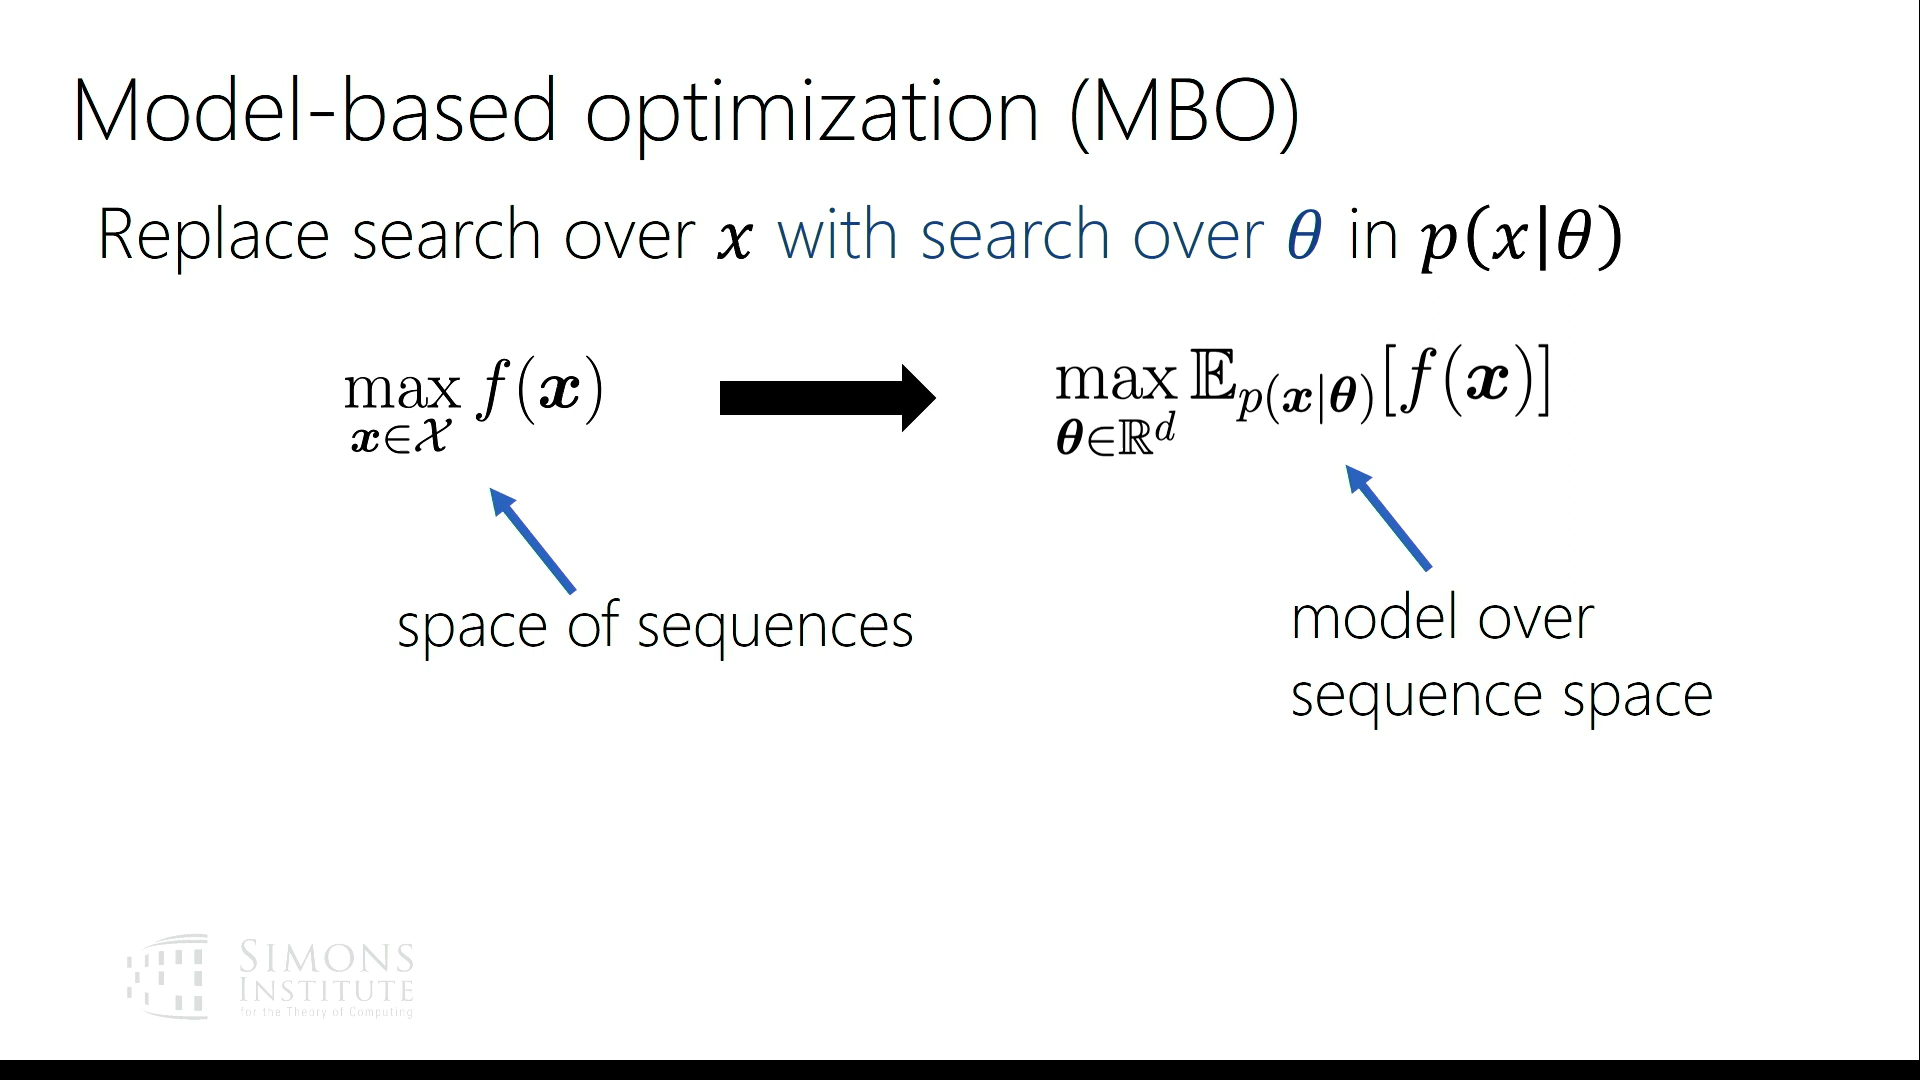 Model-based optimization (MBO)
Replace search over x with search over θ in p(x|θ)
max f(x)
x∈𝒳
max 𝔼p(x|θ)[f(x)]
θ∈ℝᵈ
space of sequences
model over
sequence space
SIMONS
INSTITUTE
for the Theory of Computing